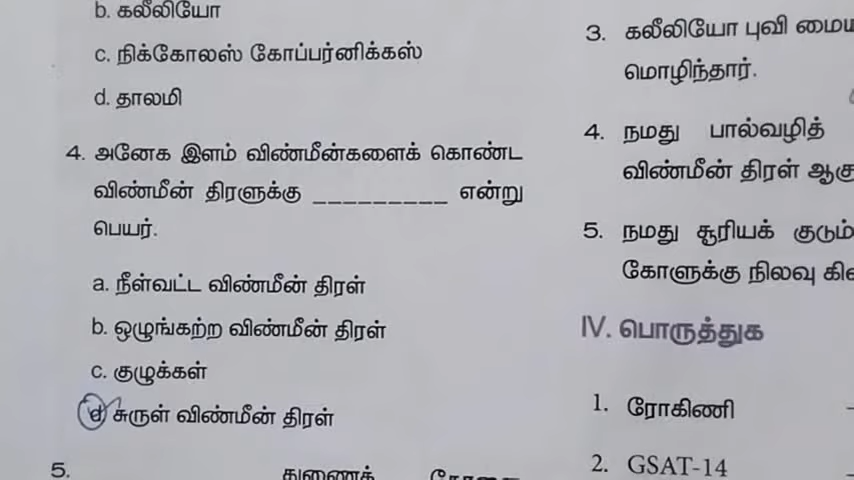 b. கலீலியோ
c. நிக்கோலஸ் கோப்பர்னிக்கஸ்
d. தாலமி
4. அனேக இளம் விண்மீன்களைக் கொண்ட
விண்மீன் திரளுக்கு _________ என்று
பெயர்.
a. நீள்வட்ட விண்மீன் திரள்
b. ஒழுங்கற்ற விண்மீன் திரள்
c. குழுக்கள்
d சுருள் விண்மீன் திரள்
5.
3. கலீலியோ புவி
மொழிந்தார்.
4. நமது பால்வழித்
விண்மீன் திரள்
5. நமது சூரியக்
கோளுக்கு நிலவு
IV. பொருத்துக
1. ரோகிணி
2. GSAT-14